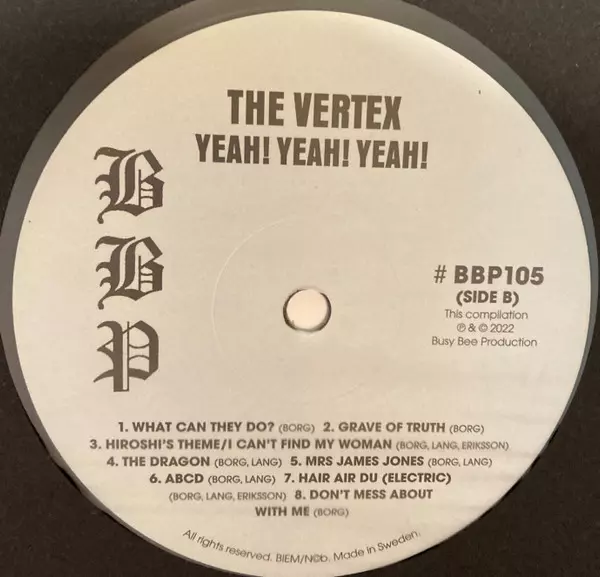 THE VERTEX
YEAH! YEAH! YEAH!
B
B
P
# BBP105
(SIDE B)
This compilation
℗ & © 2022
Busy Bee Production
1. WHAT CAN THEY DO? (BORG) 2. GRAVE OF TRUTH (BORG)
3. HIROSHI'S THEME/I CAN'T FIND MY WOMAN (BORG, LANG, ERIKSSON)
4. THE DRAGON (BORG, LANG) 5. MRS JAMES JONES (BORG, LANG)
6. ABCD (BORG, LANG) 7. HAIR AIR DU (ELECTRIC)
(BORG, LANG, ERIKSSON) 8. DON'T MESS ABOUT
WITH ME (BORG)
All rights reserved. BIEM/N©b. Made in Sweden.